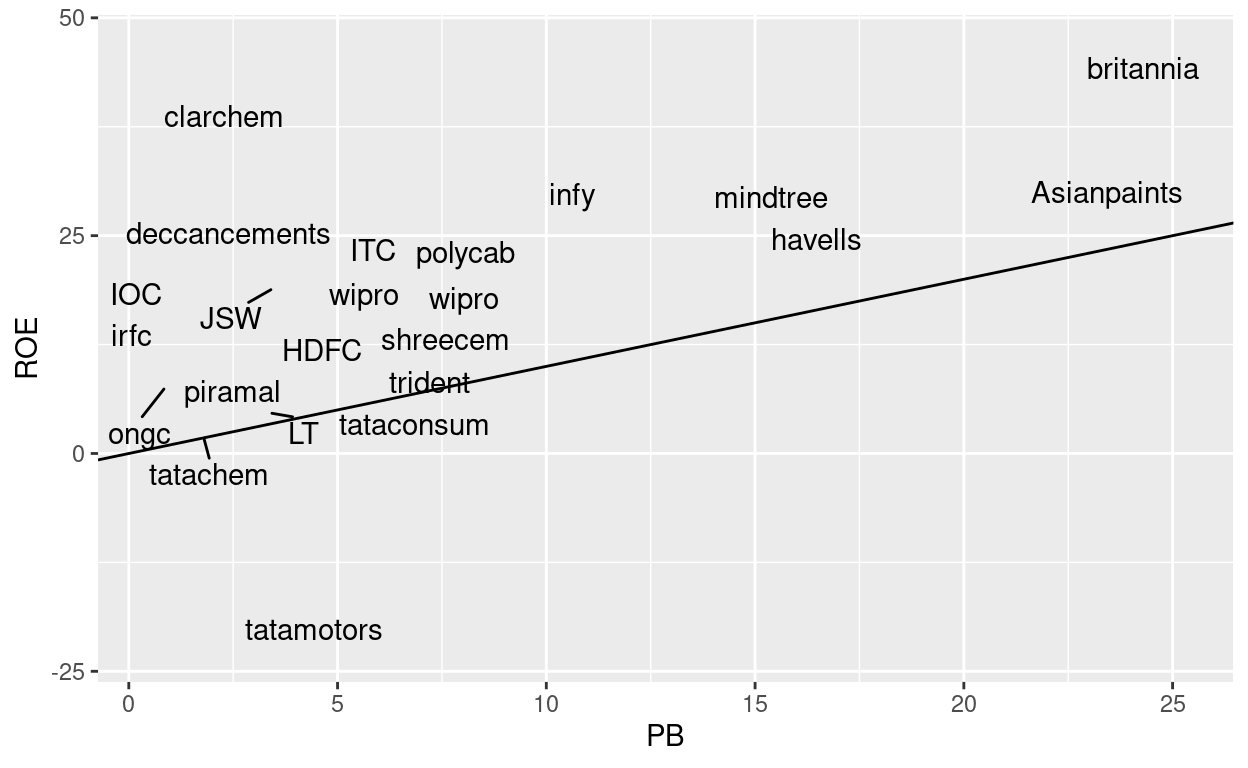 50
britannia
clarchem
infy
mindtree
Asianpaints
25
deccancements
ITC
polycab
havells
IOC
wipro
wipro
JSW
irfc
HDFC
shreecem
ROE
piramal
trident
ongc
LT
tataconsum
0
tatachem
tatamotors
-25
0 5 10 15 20 25
PB